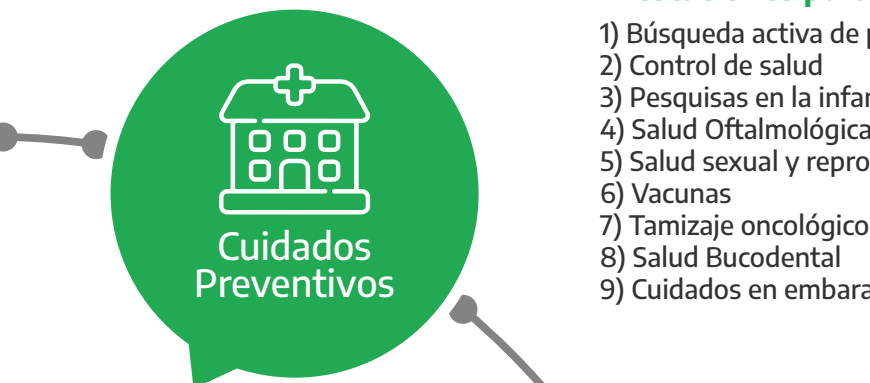 1) Búsqueda activa de
2) Control de salud
3) Pesquisas en la
4) Salud Oftalmológica
5) Salud sexual y
6) Vacunas
7) Tamizaje oncológico
8) Salud Bucodental
9) Cuidados en
Cuidados
Preventivos